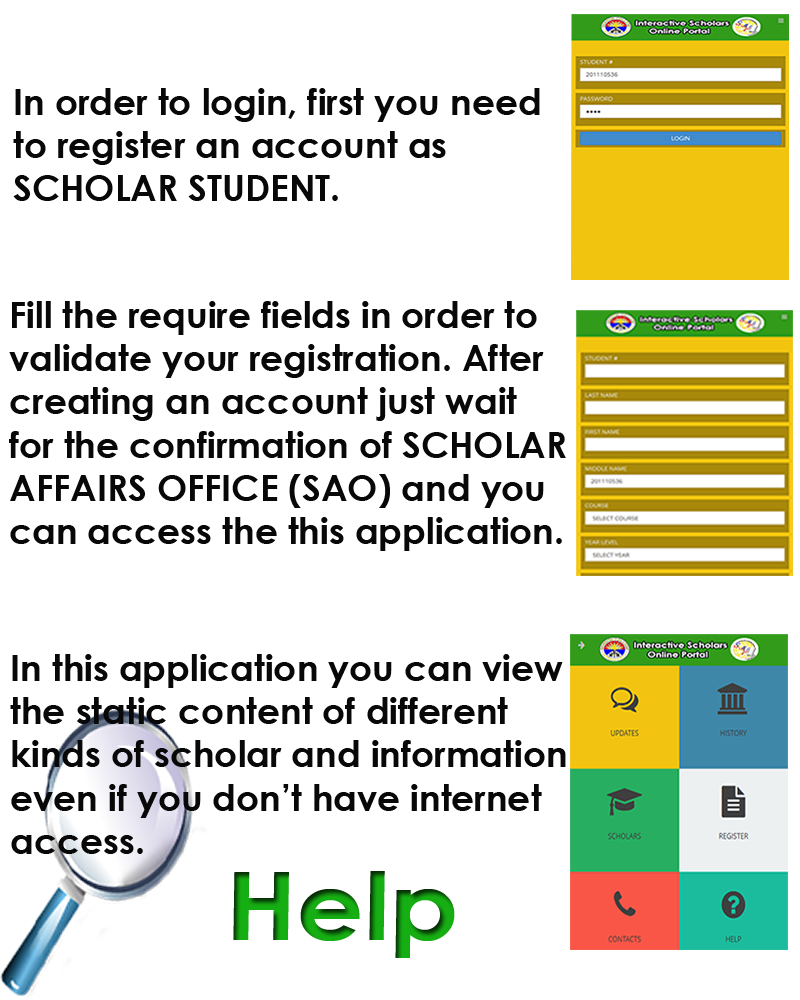 Interactive Scholars
Online Portal
STUDENT #
201110536
PASSWORD
LOGIN
In order to login, first you need
to register an account as
SCHOLAR STUDENT.
Fill the require fields in order to
validate your registration. After
creating an account just wait
for the confirmation of SCHOLAR
AFFAIRS OFFICE (SAO) and you
can access the this application.
Interactive Scholars
Online Portal
STUDENT #
LAST NAME
FIRST NAME
MIDDLE NAME
201110536
COURSE
SELECT COURSE
YEAR LEVEL
SELECT YEAR
In this application you can view
the static content of different
kinds of scholar and information
even if you don’t have internet
access.
Interactive Scholars
Online Portal
UPDATES
HISTORY
SCHOLARS
REGISTER
CONTACTS
HELP
Help